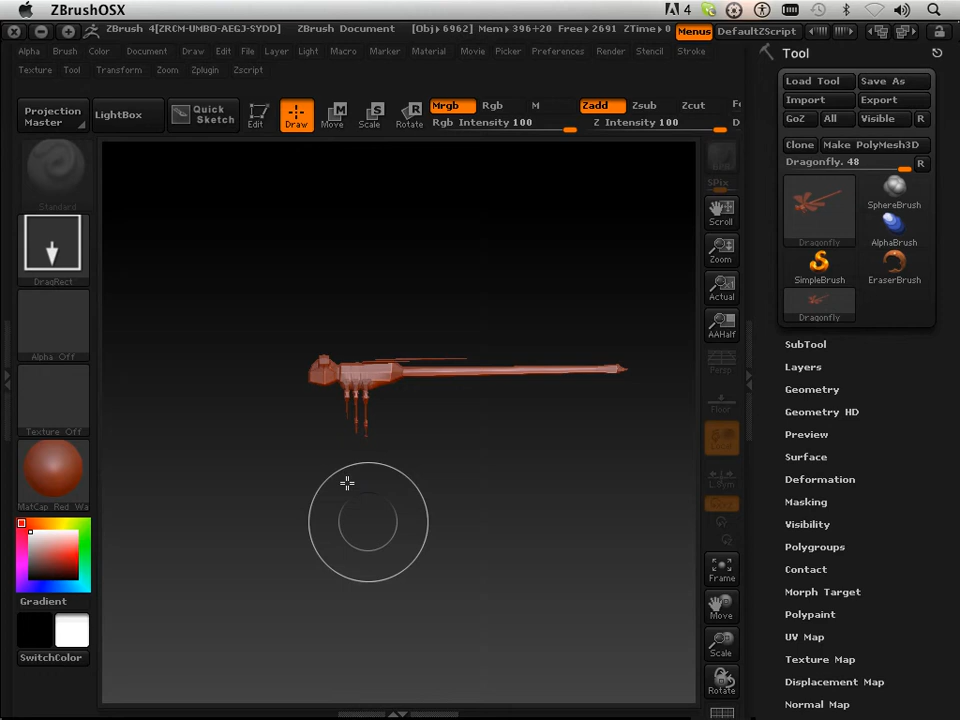 ZBrushOSX
4
ZBrush 4[ZRCM-UMBO-AEGJ-SYDD] ZBrush Document [Obj+6962] Mem+396+20 Free+2691 ZTime+0 Menus DefaultZScript
Alpha Brush Color Document Draw Edit File Layer Light Macro Marker Material Movie Picker Preferences Render Stencil Stroke
Texture Tool Transform Zoom Zplugin Zscript
Tool
Projection Master
LightBox
Quick Sketch
Edit
Draw
Move
Scale
Rotate
Mrgb Rgb M
Rgb Intensity 100
Zadd Zsub Zcut
Z Intensity 100
Load Tool Save As
Import Export
GoZ All Visible R
Clone Make PolyMesh3D
Dragonfly. 48 R
Dragonfly
SphereBrush
AlphaBrush
SimpleBrush
EraserBrush
Dragonfly
SubTool
Layers
Geometry
Geometry HD
Preview
Surface
Deformation
Masking
Visibility
Polygroups
Contact
Morph Target
Polypaint
UV Map
Texture Map
Displacement Map
Normal Map
Standard
DragRect
Alpha Off
Texture Off
MatCap Red Wa
Gradient
SwitchColor
SPix
Scroll
Zoom
Actual
AAHalf
Persp
Floor
Local
L.Sym
Frame
Move
Scale
Rotate